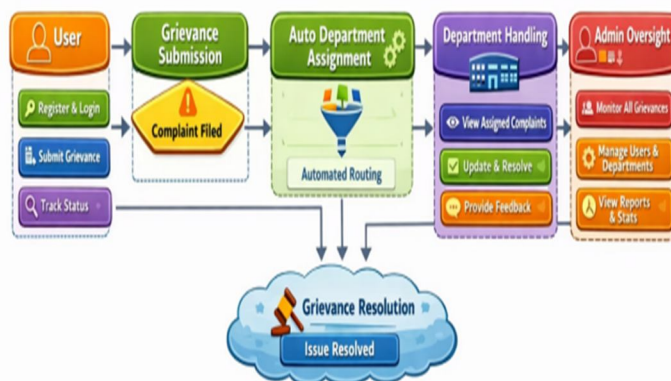 User
Register & Login
Submit Grievance
Track Status
Grievance
Submission
Complaint Filed
Auto Department
Assignment
Automated Routing
Department Handling
View Assigned Complaints
Update & Resolve
Provide Feedback
Admin Oversight
Monitor All Grievances
Manage Users &
Departments
View Reports
& Stats
Grievance Resolution
Issue Resolved